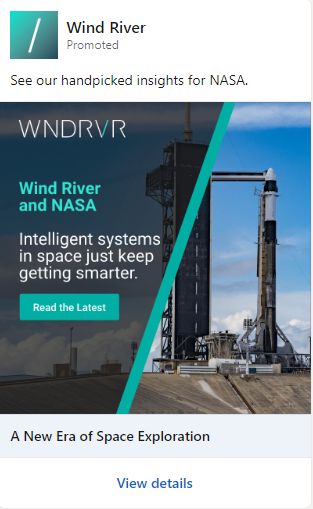 Wind River
Promoted
See our handpicked insights for NASA.
WNDRVR
Wind River
and NASA
Intelligent systems
in space just keep
getting smarter.
Read the Latest
A New Era of Space Exploration
View details